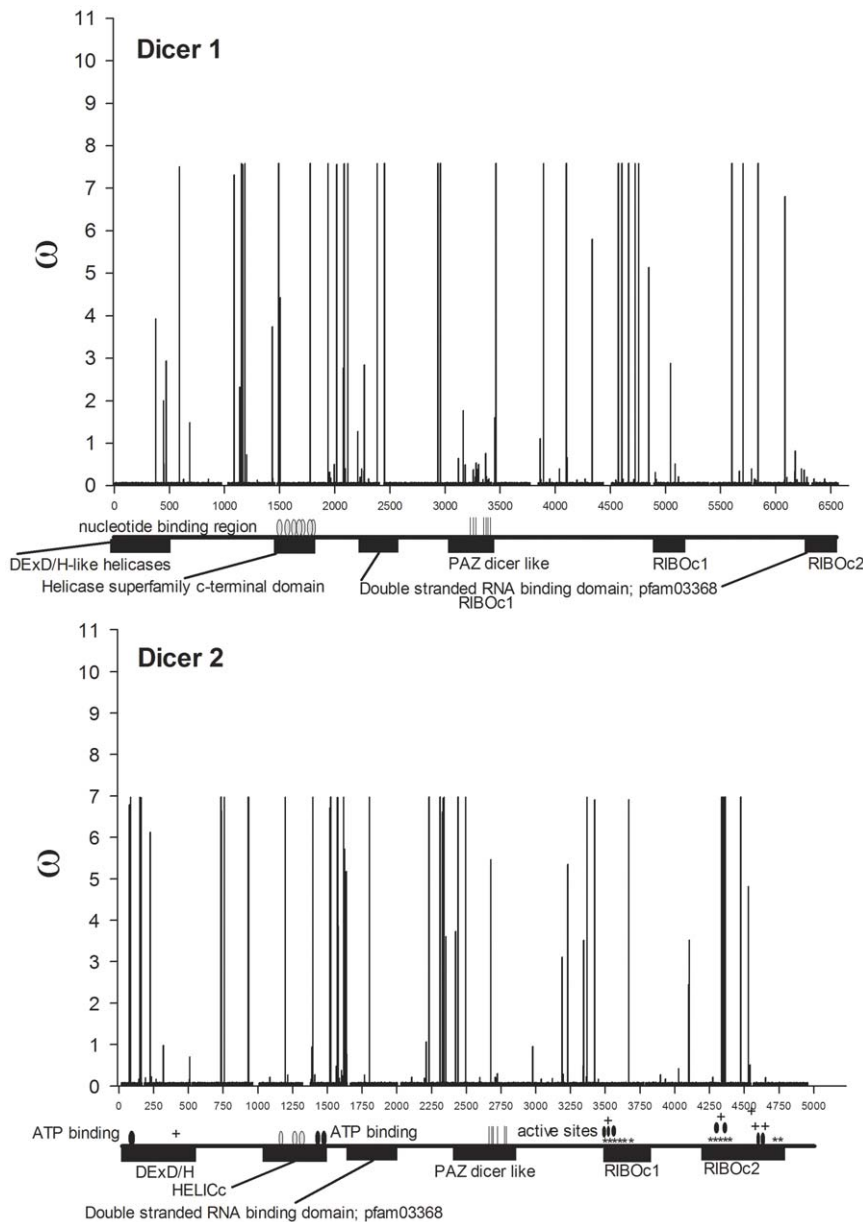 11
Dicer 1
10
9
8
7
6
ω
5
4
3
2
1
0
0 500 1000 1500 2000 2500 3000 3500 4000 4500 5000 5500 6000 6500
nucleotide binding region
DExD/H-like helicases
PAZ dicer like
RIBOc1
RIBOc2
Helicase superfamily c-terminal domain
Double stranded RNA binding domain; pfam03368
RIBOc1
11
Dicer 2
10
9
8
7
6
ω
5
4
3
2
1
0
0 250 500 750 1000 1250 1500 1750 2000 2250 2500 2750 3000 3250 3500 3750 4000 4250 4500 4750 5000
+ + +
ATP binding + ATP binding active sites ++
******* ***** **
DExD/H
PAZ dicer like
RIBOc1
RIBOc2
HELICc
Double stranded RNA binding domain; pfam03368